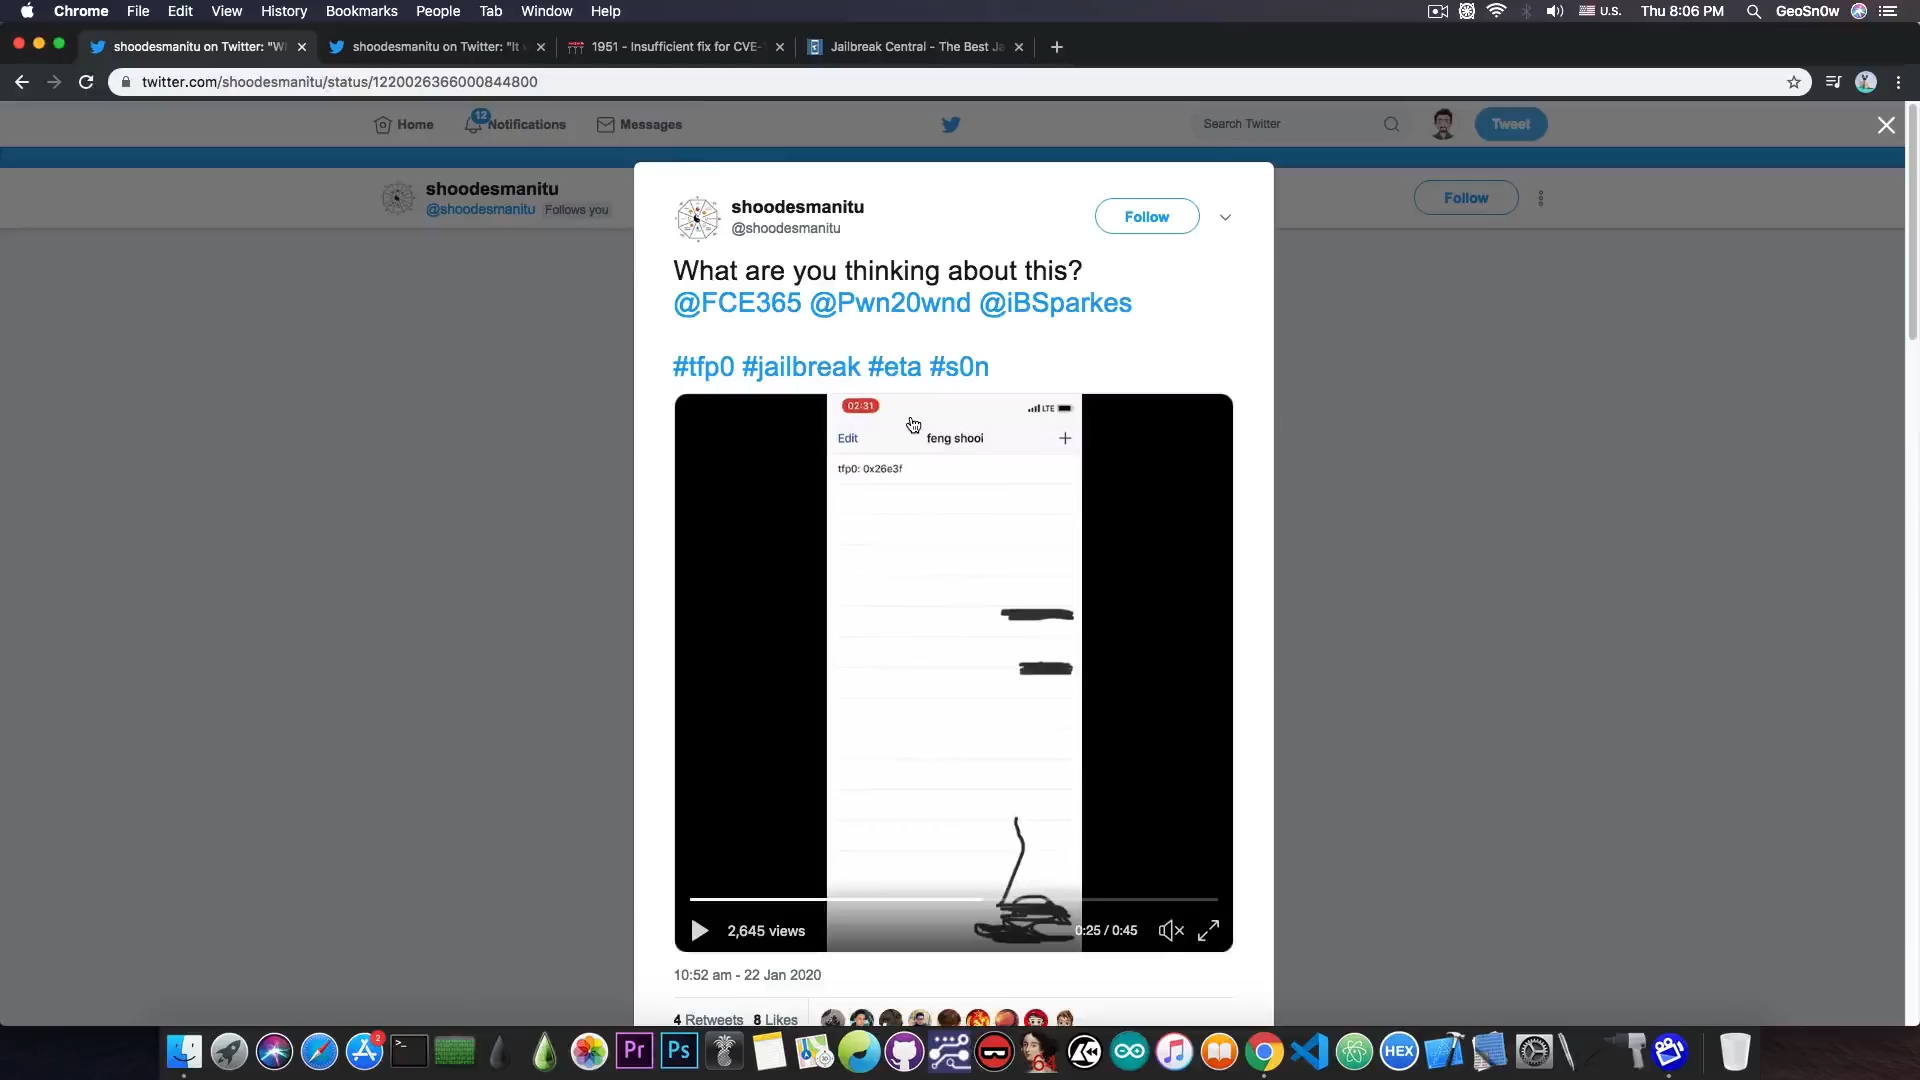 Chrome File Edit View History Bookmarks People Tab Window Help U.S. Thu 8:06 PM GeoSn0w
shoodesmanitu on Twitter: "W shoodesmanitu on Twitter: "It 1951 - Insufficient fix for CVE- Jailbreak Central - The Best Ja
twitter.com/shoodesmanitu/status/1220026366000844800
Home 12 Notifications Messages Search Twitter Tweet
shoodesmanitu
@shoodesmanitu Follows you
Follow
shoodesmanitu
@shoodesmanitu
Follow
What are you thinking about this?
@FCE365 @Pwn20wnd @iBSparkes
#tfp0 #jailbreak #eta #s0n
02:31 LTE
Edit feng shooi +
tfp0: 0x26e3f
2,645 views 0:25 / 0:45
10:52 am - 22 Jan 2020
4 Retweets 8 Likes
2
Pr Ps 64 HEX